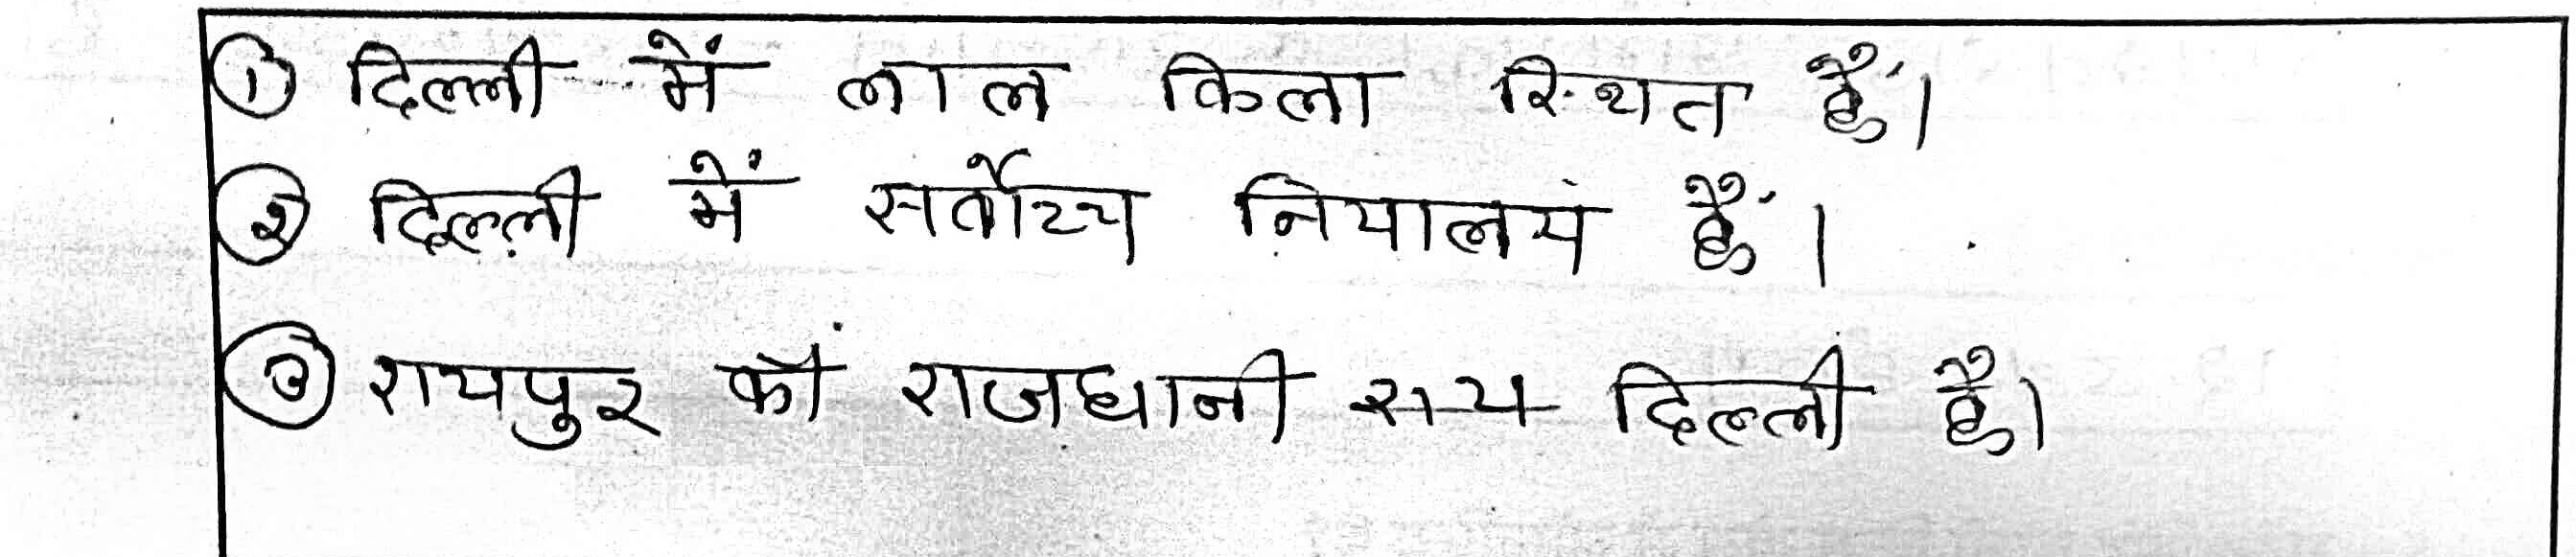 ① दिल्ली में लाल किला स्थित हैं।
② दिल्ली में सर्तोच्च नियालय हैं।
③ रायपुर की राजधानी राय दिल्ली है।